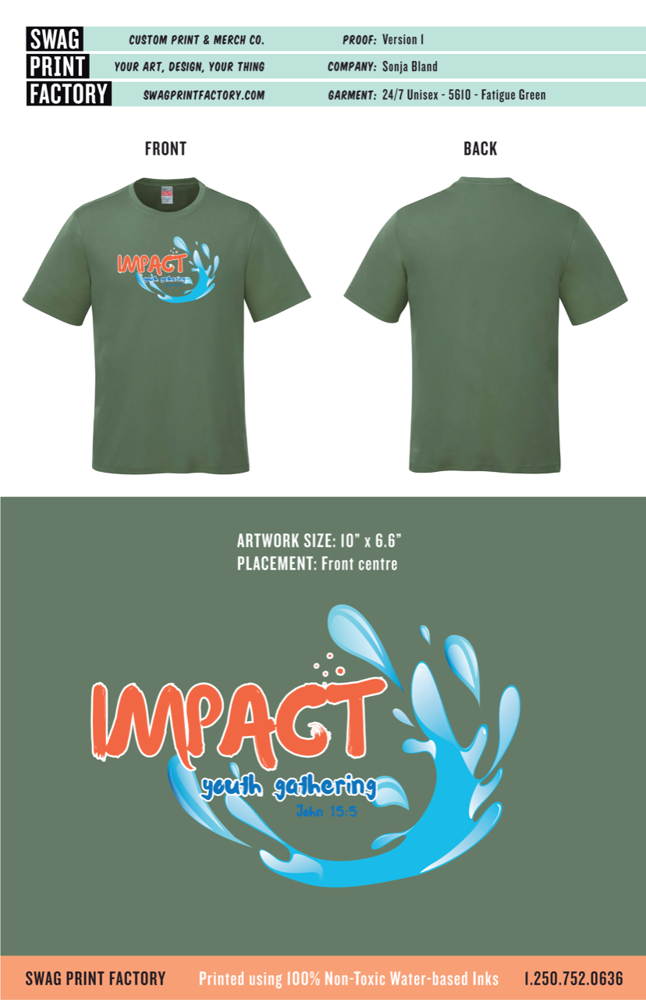 SWAG
PRINT
FACTORY
CUSTOM PRINT & MERCH CO.
YOUR ART, DESIGN, YOUR THING
SWAGPRINTFACTORY.COM
PROOF: Version 1
COMPANY: Sonja Bland
GARMENT: 24/7 Unisex - 5610 - Fatigue Green
FRONT
BACK
IMPACT
youth gathering
ARTWORK SIZE: 10” x 6.6”
PLACEMENT: Front centre
IMPACT
youth gathering
John 15:5
SWAG PRINT FACTORY
Printed using 100% Non-Toxic Water-based Inks
1.250.752.0636